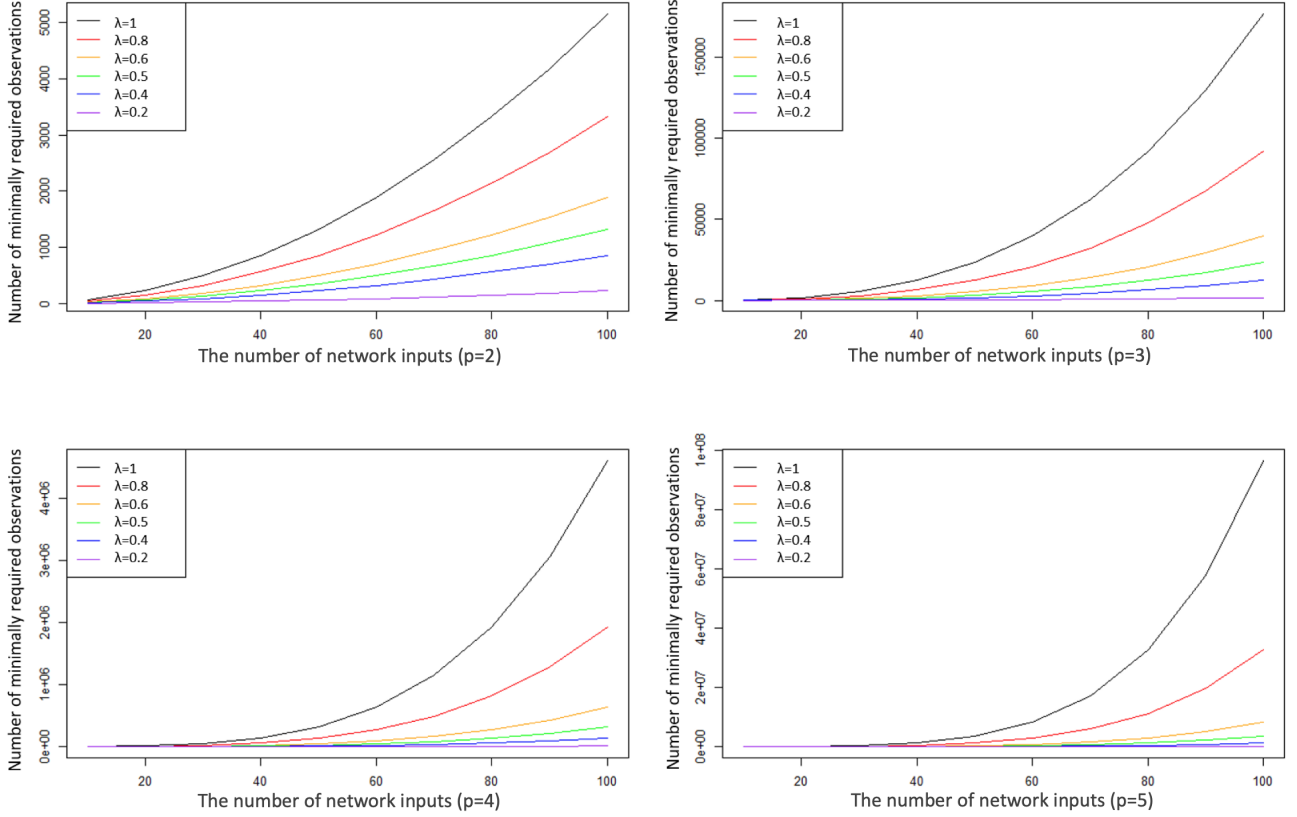 Number of minimally required observations
5000
4000
3000
2000
1000
0
λ=1
λ=0.8
λ=0.6
λ=0.5
λ=0.4
λ=0.2
20 40 60 80 100
The number of network inputs (p=2)
Number of minimally required observations
150000
100000
50000
0
λ=1
λ=0.8
λ=0.6
λ=0.5
λ=0.4
λ=0.2
20 40 60 80 100
The number of network inputs (p=3)
Number of minimally required observations
4e+06
3e+06
2e+06
1e+06
0e+00
λ=1
λ=0.8
λ=0.6
λ=0.5
λ=0.4
λ=0.2
20 40 60 80 100
The number of network inputs (p=4)
Number of minimally required observations
1e+08
8e+07
6e+07
4e+07
2e+07
0e+00
λ=1
λ=0.8
λ=0.6
λ=0.5
λ=0.4
λ=0.2
20 40 60 80 100
The number of network inputs (p=5)